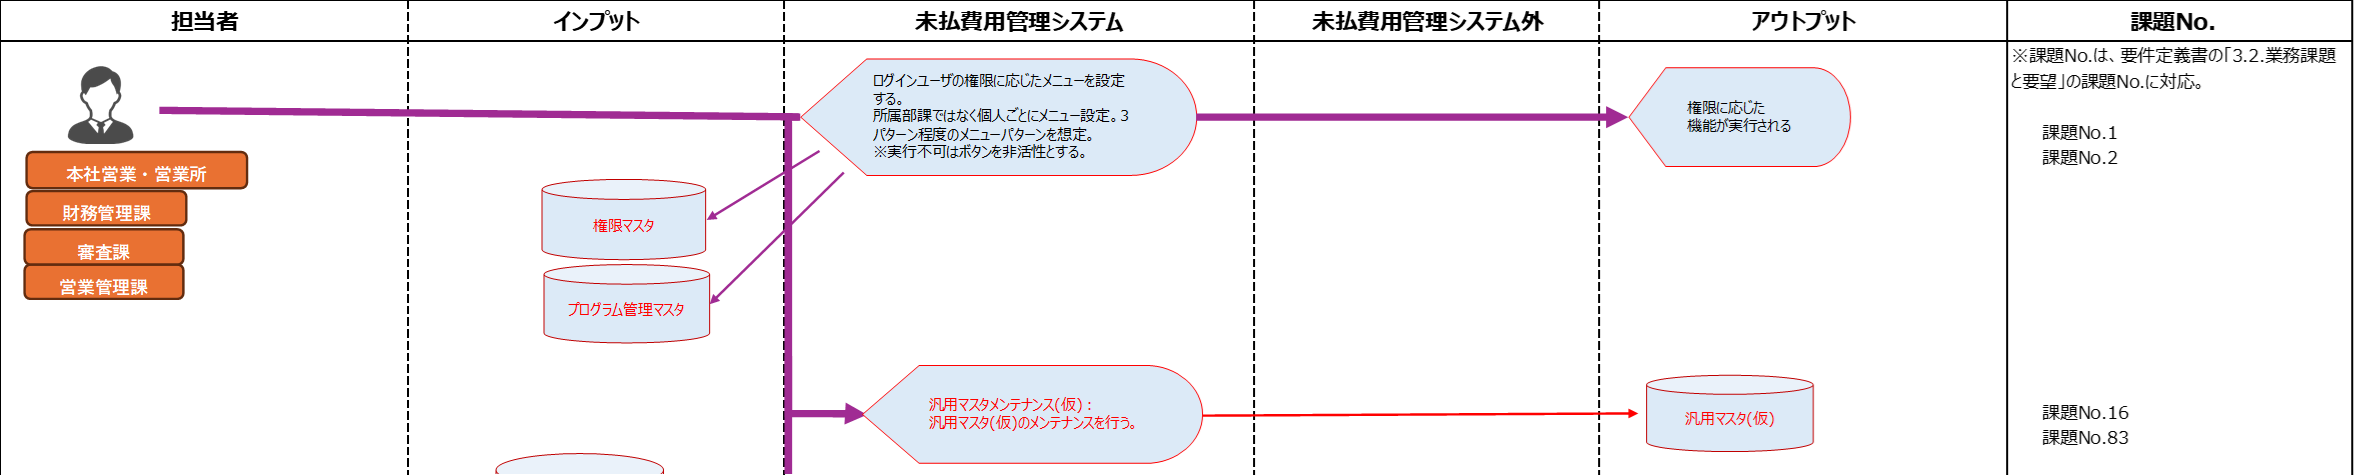 担当者
インプット
未払費用管理システム
未払費用管理システム外
アウトプット
課題No.
※課題No.は、要件定義書の「3.2.業務課題
と要望」の課題No.に対応。
ログインユーザの権限に応じたメニューを設定
する。
所属部課ではなく個人ごとにメニュー設定。3
パターン程度のメニューパターンを想定。
※実行不可はボタンを非活性とする。
権限に応じた
機能が実行される
課題No.1
課題No.2
本社営業・営業所
財務管理課
審査課
営業管理課
権限マスタ
プログラム管理マスタ
汎用マスタメンテナンス(仮)：
汎用マスタ(仮)のメンテナンスを行う。
汎用マスタ(仮)
課題No.16
課題No.83